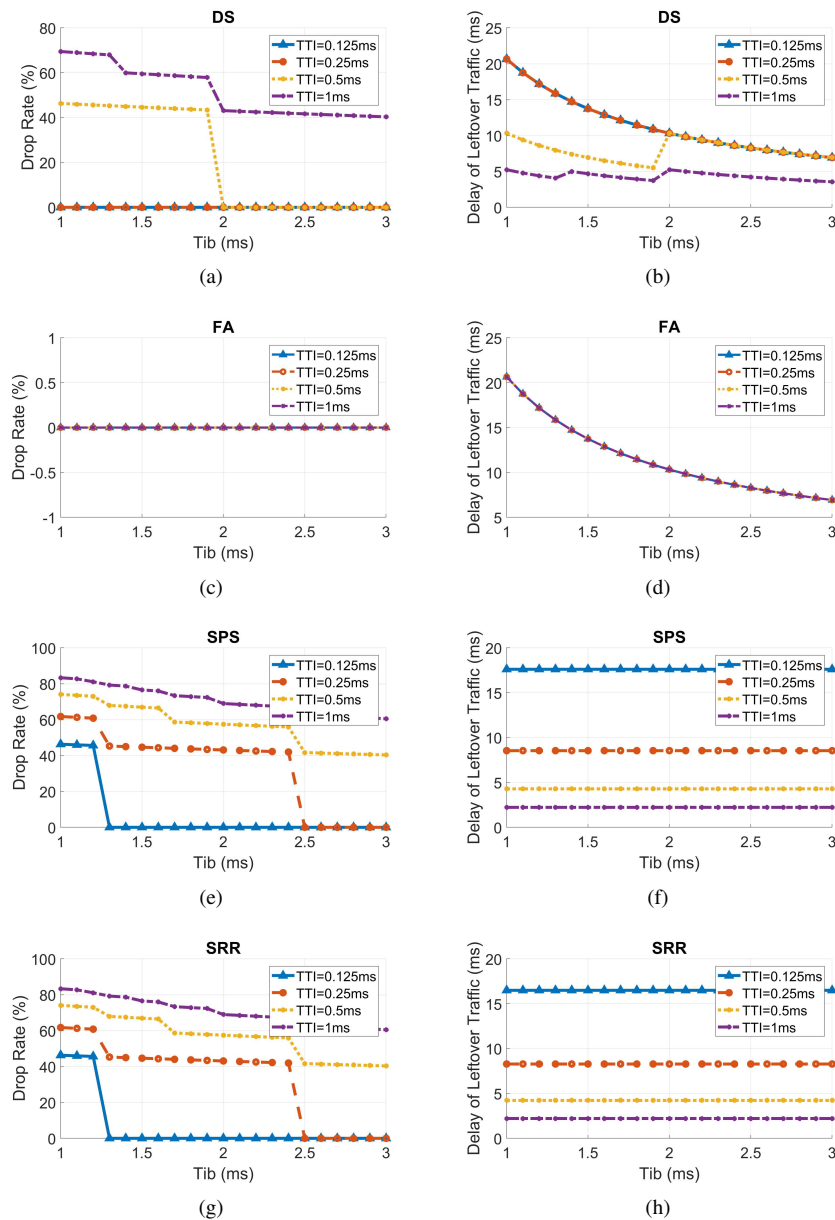 DS
Drop Rate (%)
80
60
40
20
0
TTI=0.125ms
TTI=0.25ms
TTI=0.5ms
TTI=1ms
1 1.5 2 2.5 3
Tib (ms)
(a)
DS
Delay of Leftover Traffic (ms)
25
20
15
10
5
0
TTI=0.125ms
TTI=0.25ms
TTI=0.5ms
TTI=1ms
1 1.5 2 2.5 3
Tib (ms)
(b)
FA
Drop Rate (%)
1
0.5
0
-0.5
-1
TTI=0.125ms
TTI=0.25ms
TTI=0.5ms
TTI=1ms
1 1.5 2 2.5 3
Tib (ms)
(c)
FA
Delay of Leftover Traffic (ms)
25
20
15
10
5
TTI=0.125ms
TTI=0.25ms
TTI=0.5ms
TTI=1ms
1 1.5 2 2.5 3
Tib (ms)
(d)
SPS
Drop Rate (%)
100
80
60
40
20
0
TTI=0.125ms
TTI=0.25ms
TTI=0.5ms
TTI=1ms
1 1.5 2 2.5 3
Tib (ms)
(e)
SPS
Delay of Leftover Traffic (ms)
20
15
10
5
0
TTI=0.125ms
TTI=0.25ms
TTI=0.5ms
TTI=1ms
1 1.5 2 2.5 3
Tib (ms)
(f)
SRR
Drop Rate (%)
100
80
60
40
20
0
TTI=0.125ms
TTI=0.25ms
TTI=0.5ms
TTI=1ms
1 1.5 2 2.5 3
Tib (ms)
(g)
SRR
Delay of Leftover Traffic (ms)
20
15
10
5
0
TTI=0.125ms
TTI=0.25ms
TTI=0.5ms
TTI=1ms
1 1.5 2 2.5 3
Tib (ms)
(h)